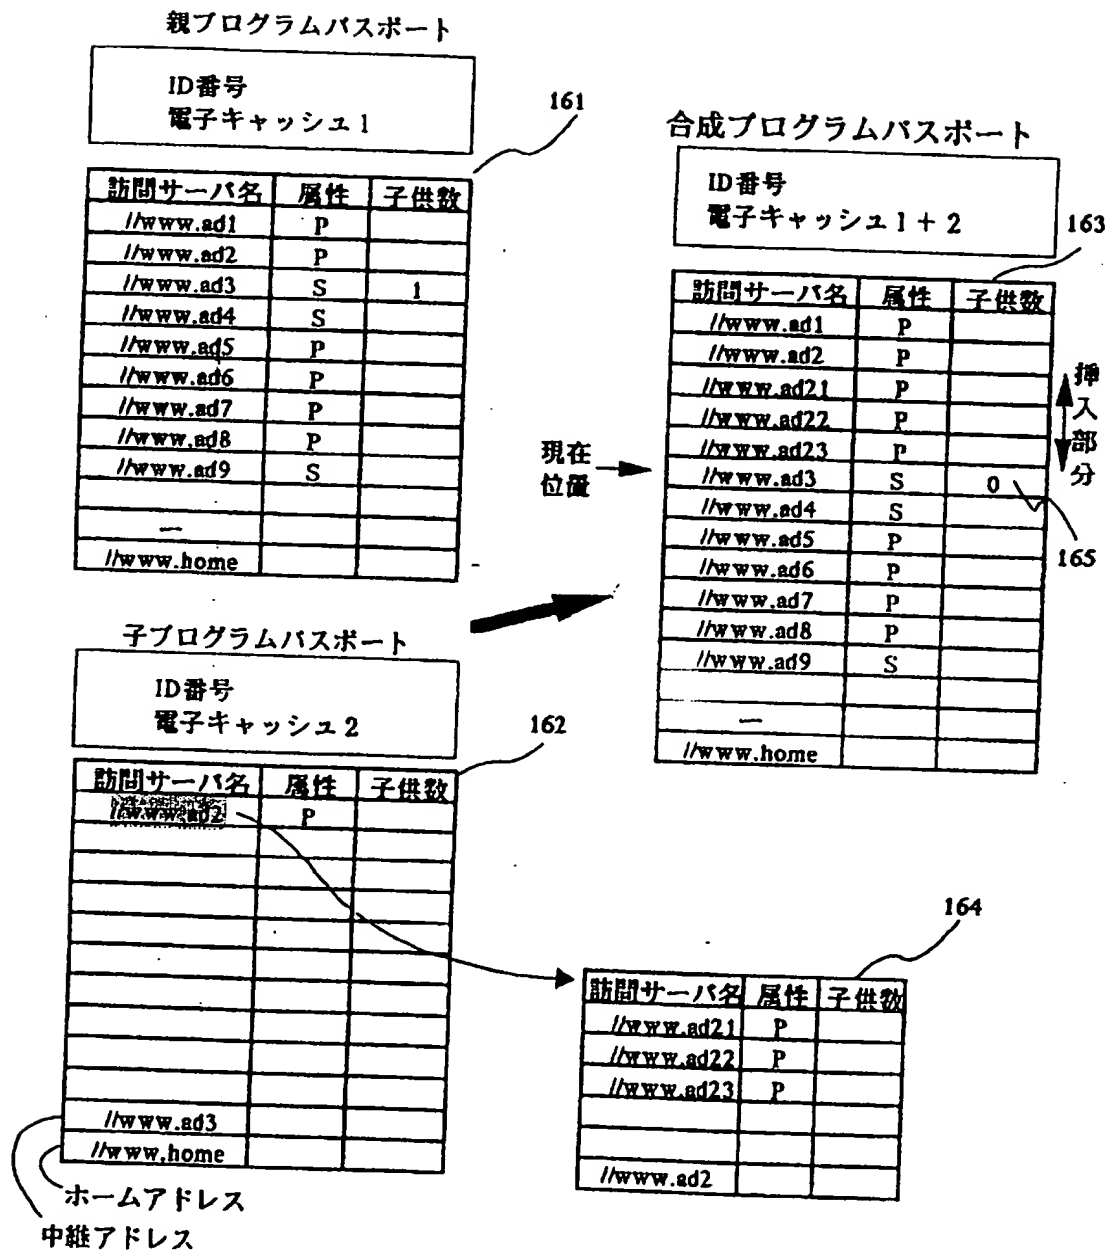 親プログラムパスポート
ID番号
電子キャッシュ1
161
訪問サーバ名 属性 子供数
//www.ad1 P
//www.ad2 P
//www.ad3 S 1
//www.ad4 S
//www.ad5 P
//www.ad6 P
//www.ad7 P
//www.ad8 P
//www.ad9 S
—
//www.home
子プログラムパスポート
ID番号
電子キャッシュ2
162
訪問サーバ名 属性 子供数
//www.ad2 P
//www.ad3
//www.home
ホームアドレス
中継アドレス
合成プログラムパスポート
ID番号
電子キャッシュ1+2
163
訪問サーバ名 属性 子供数
//www.ad1 P
//www.ad2 P
//www.ad21 P
//www.ad22 P
//www.ad23 P
//www.ad3 S 0
//www.ad4 S
//www.ad5 P
//www.ad6 P
//www.ad7 P
//www.ad8 P
//www.ad9 S
—
//www.home
挿入部分
現在
位置
165
164
訪問サーバ名 属性 子供数
//www.ad21 P
//www.ad22 P
//www.ad23 P
//www.ad2